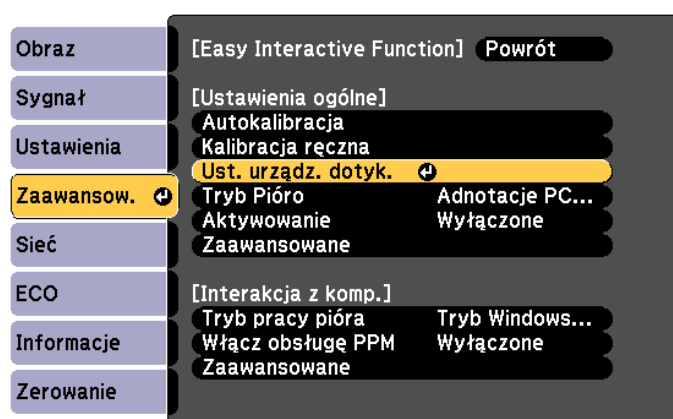 Obraz
Sygnał
Ustawienia
Zaawansow.
Sieć
ECO
Informacje
Zerowanie
[Easy Interactive Function] Powrót
[Ustawienia ogólne]
Autokalibracja
Kalibracja ręczna
Ust. urządz. dotyk.
Tryb Pióro Adnotacje PC...
Aktywowanie Wyłączone
Zaawansowane
[Interakcja z komp.]
Tryb pracy pióra Tryb Windows...
Włącz obsługę PPM Wyłączone
Zaawansowane